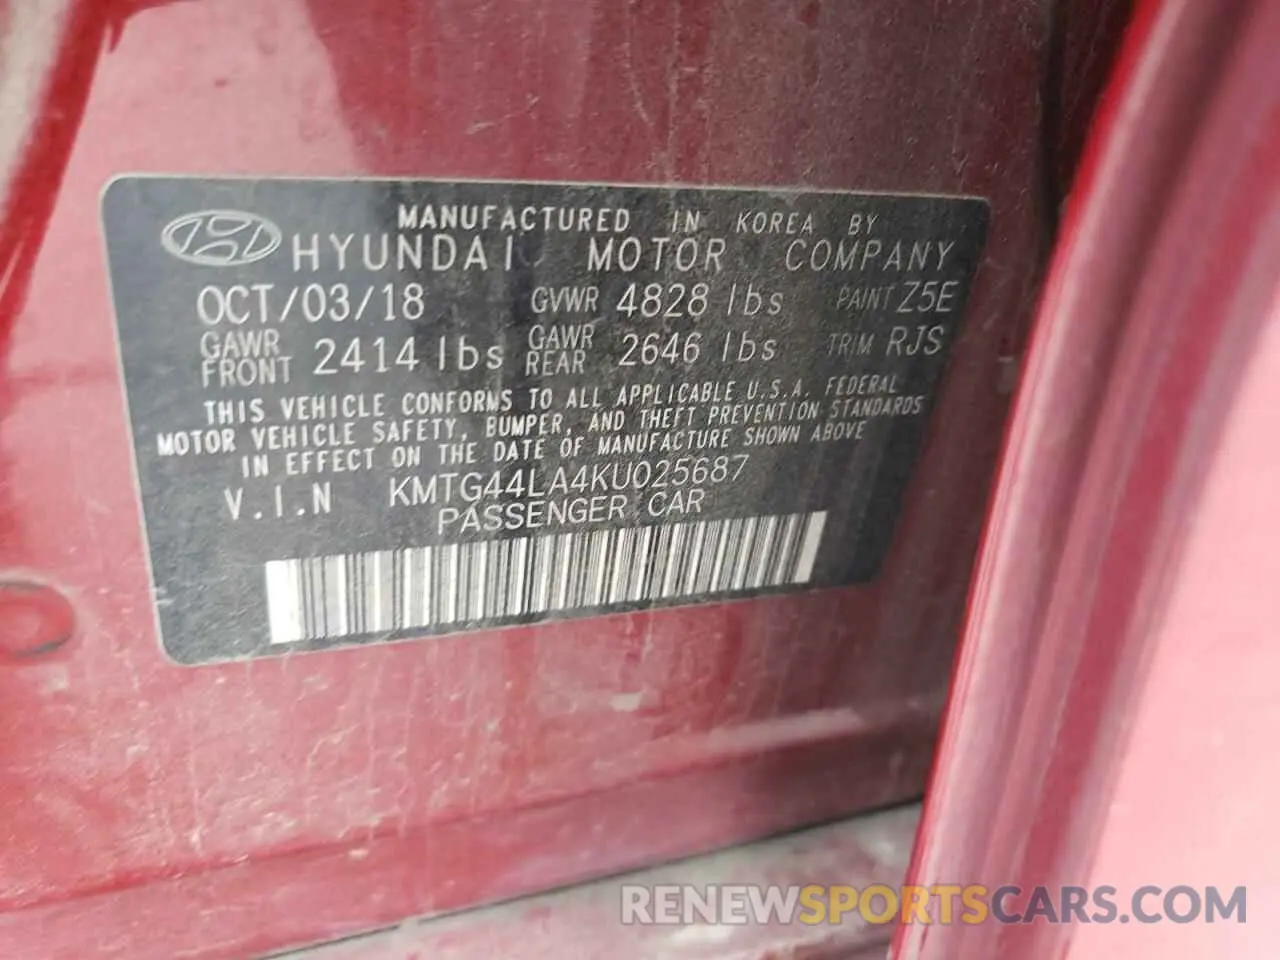 MANUFACTURED IN KOREA BY
HYUNDAI MOTOR COMPANY
OCT/03/18 GVWR 4828 lbs PAINT Z5E
GAWR FRONT 2414 lbs GAWR REAR 2646 lbs TRIM RJS
THIS VEHICLE CONFORMS TO ALL APPLICABLE U.S.A. FEDERAL
MOTOR VEHICLE SAFETY, BUMPER, AND THEFT PREVENTION STANDARDS
IN EFFECT ON THE DATE OF MANUFACTURE SHOWN ABOVE
V.I.N KMTG44LA4KU025687
PASSENGER CAR
RENEWSPORTSCARS.COM